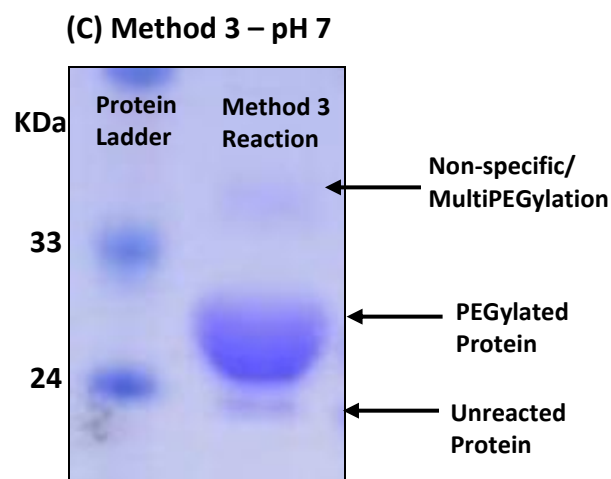 (C) Method 3 – pH 7
KDa
Protein
Ladder
Method 3
Reaction
Non-specific/
MultiPEGylation
33
PEGylated
Protein
24
Unreacted
Protein